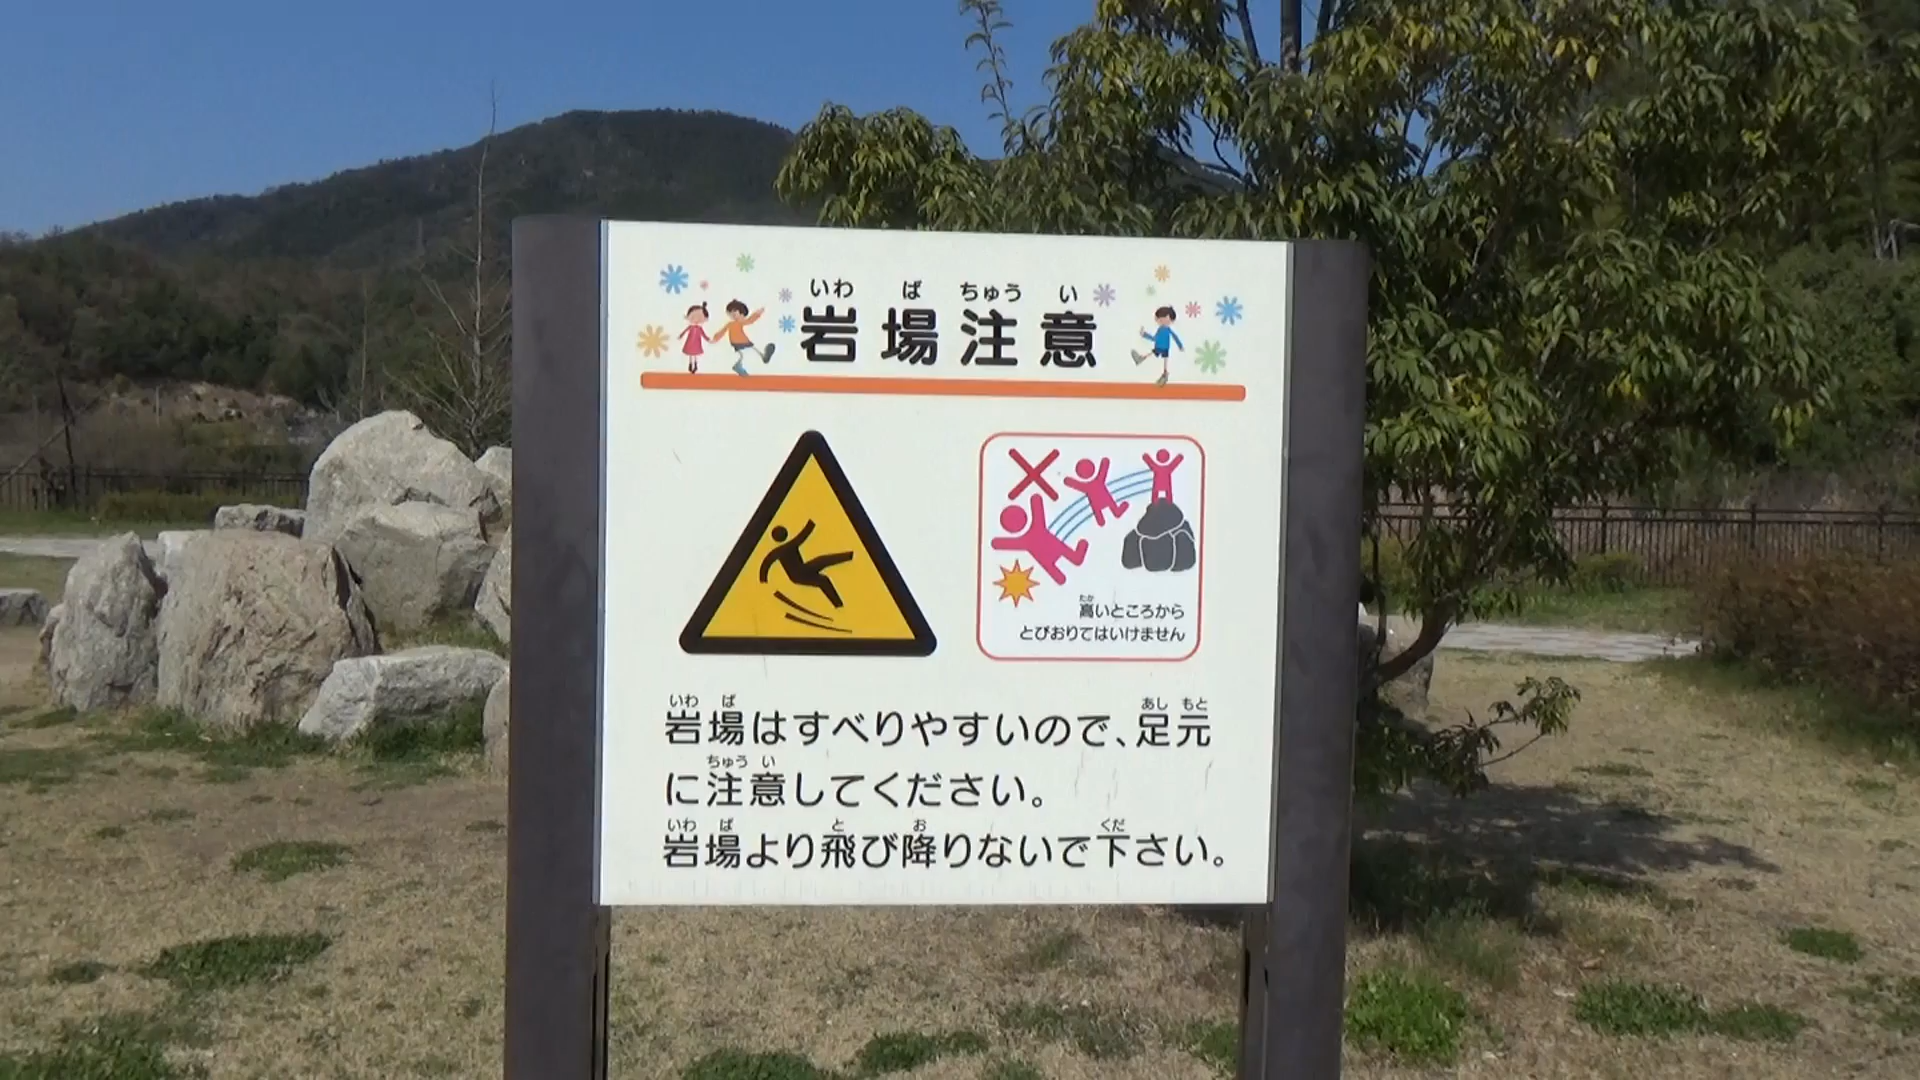 いわ ば ちゅう い
岩場注意
たか
高いところから
とびおりてはいけません
いわ ば あし もと
岩場はすべりやすいので、足元
ちゅう い
に注意してください。
いわ ば と お くだ
岩場より飛び降りないで下さい。